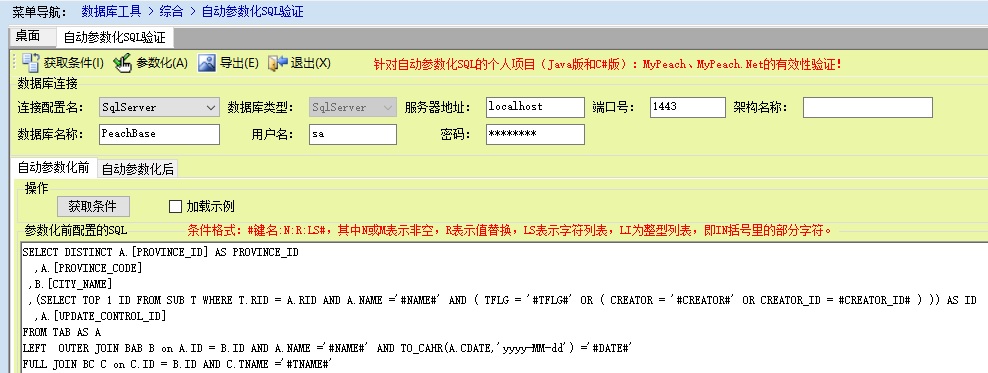 菜单导航： 数据库工具 > 综合 > 自动参数化SQL验证
桌面 自动参数化SQL验证
获取条件(I) 参数化(A) 导出(E) 退出(X) 针对自动参数化SQL的个人项目（Java版和C#版）：MyPeach、MyPeach.Net的有效性验证！
数据库连接
连接配置名： SqlServer 数据库类型： SqlServer 服务器地址： localhost 端口号： 1443 架构名称：
数据库名称： PeachBase 用户名： sa 密码： ********
自动参数化前 自动参数化后
操作
获取条件 加载示例
参数化前配置的SQL 条件格式：#键名:N:R:LS#，其中N或M表示非空，R表示值替换，LS表示字符列表，LI为整型列表，即IN括号里的部分字符。
SELECT DISTINCT A.[PROVINCE_ID] AS PROVINCE_ID
,A.[PROVINCE_CODE]
,B.[CITY_NAME]
,(SELECT TOP 1 ID FROM SUB T WHERE T.RID = A.RID AND A.NAME ='#NAME#' AND ( TFLG = '#TFLG#' OR ( CREATOR = '#CREATOR#' OR CREATOR_ID = #CREATOR_ID# ) )) AS ID
,A.[UPDATE_CONTROL_ID]
FROM TAB AS A
LEFT OUTER JOIN BAB B on A.ID = B.ID AND A.NAME ='#NAME#' AND TO_CAHR(A.CDATE,'yyyy-MM-dd') ='#DATE#'
FULL JOIN BC C on C.ID = B.ID AND C.TNAME ='#TNAME#'